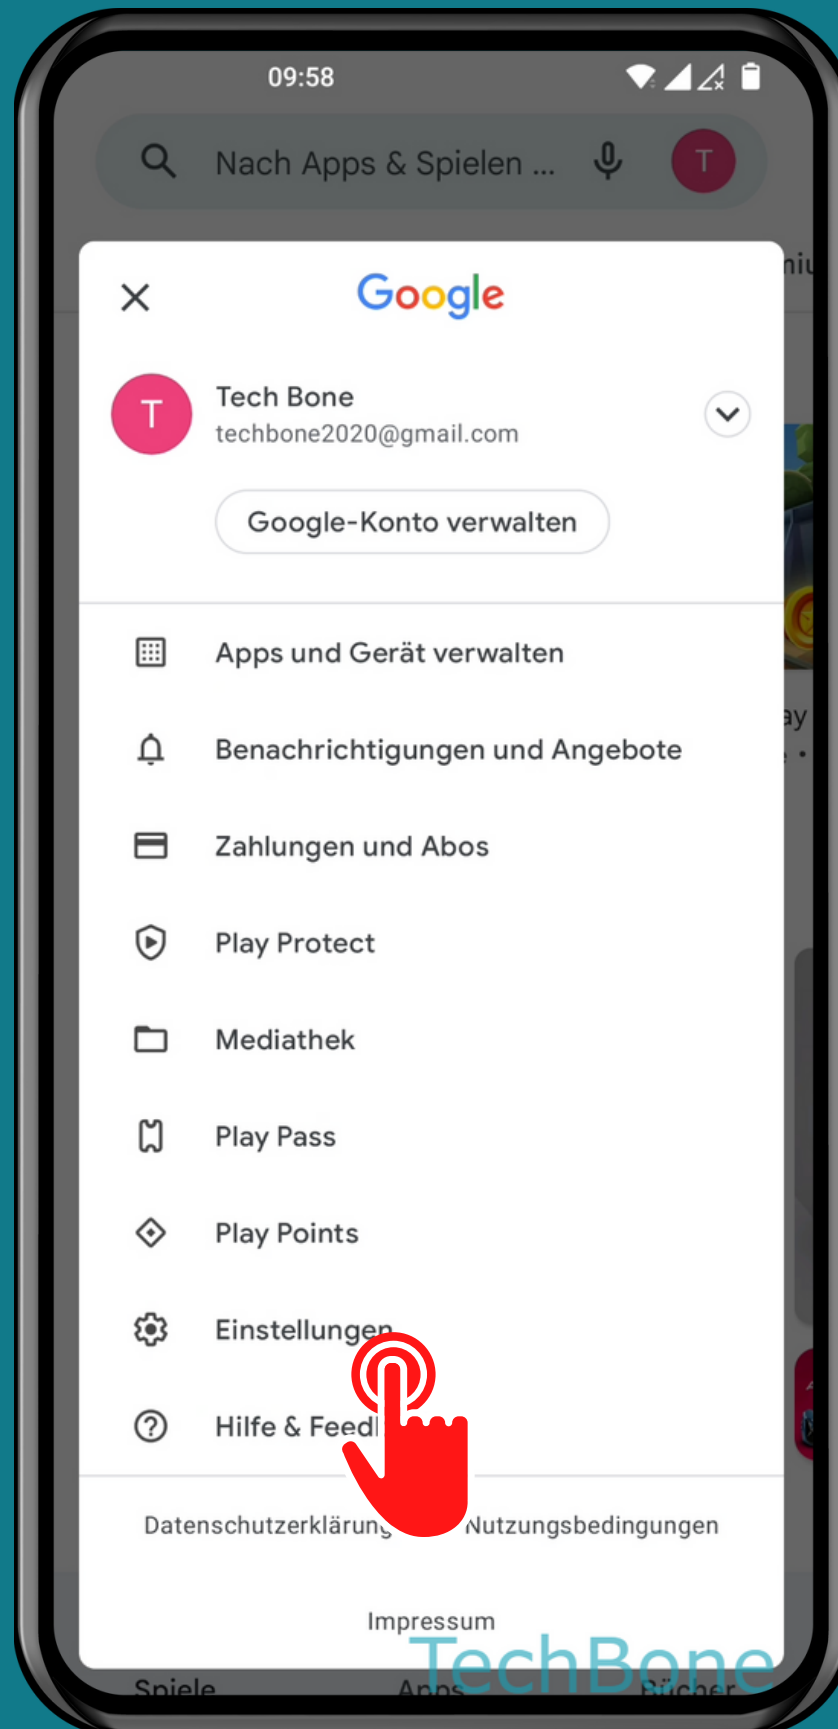 09:58
Nach Apps & Spielen ...
T
Google
T
Tech Bone
techbone2020@gmail.com
Google-Konto verwalten
Apps und Gerät verwalten
Benachrichtigungen und Angebote
ay
Zahlungen und Abos
Play Protect
Mediathek
Play Pass
Play Points
Einstellungen
Hilfe & Feed
Datenschutzerklärung
Nutzungsbedingungen
Impressum
TechBone
Spiele
Apps
Bücher